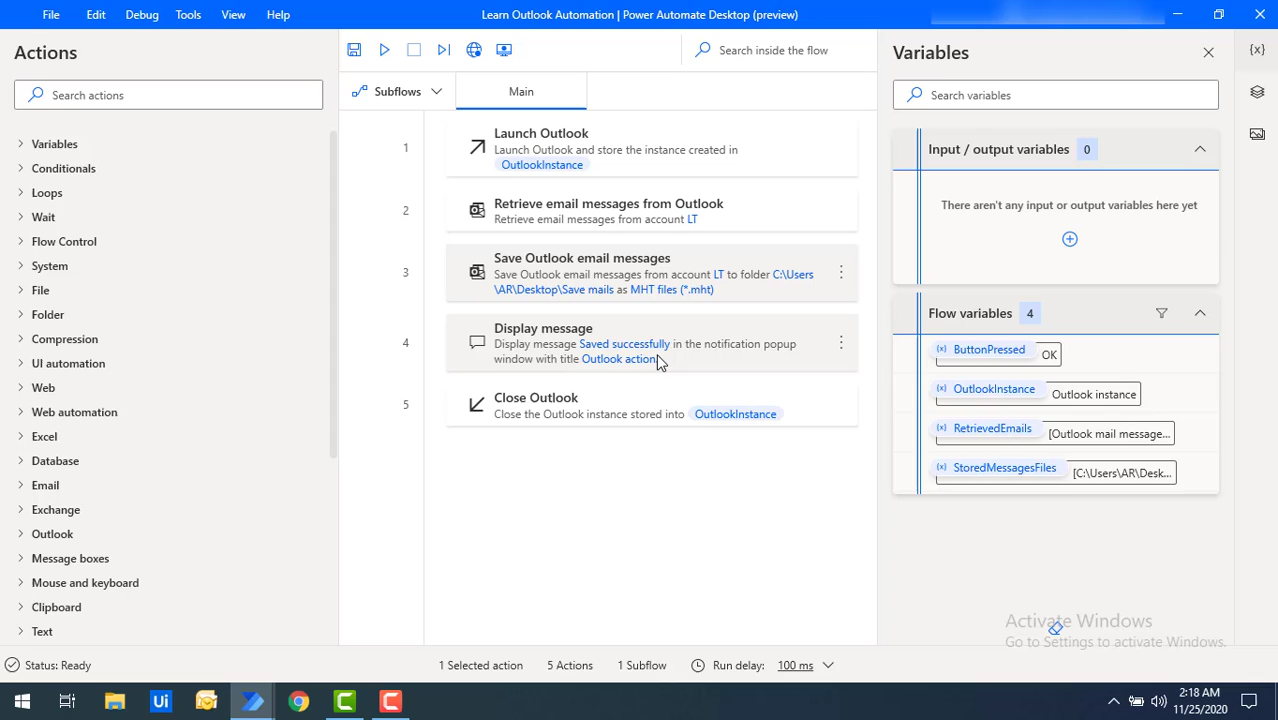 File Edit Debug Tools View Help Learn Outlook Automation | Power Automate Desktop (preview)
Actions
Search actions
Variables
Conditionals
Loops
Wait
Flow Control
System
File
Folder
Compression
UI automation
Web
Web automation
Excel
Database
Email
Exchange
Outlook
Message boxes
Mouse and keyboard
Clipboard
Text
Search inside the flow
Subflows Main
1 Launch Outlook
Launch Outlook and store the instance created in
OutlookInstance
2 Retrieve email messages from Outlook
Retrieve email messages from account LT
3 Save Outlook email messages
Save Outlook email messages from account LT to folder C:\Users
\AR\Desktop\Save mails as MHT files (*.mht)
4 Display message
Display message Saved successfully in the notification popup
window with title Outlook action.
5 Close Outlook
Close the Outlook instance stored into OutlookInstance
Variables
{x}
Search variables
Input / output variables 0
There aren't any input or output variables here yet
Flow variables 4
(x) ButtonPressed OK
(x) OutlookInstance Outlook instance
(x) RetrievedEmails [Outlook mail message...
(x) StoredMessagesFiles [C:\Users\AR\Desk...
Activate Windows
Go to Settings to activate Windows.
Status: Ready 1 Selected action 5 Actions 1 Subflow Run delay: 100 ms
Ui C C 2:18 AM
11/25/2020